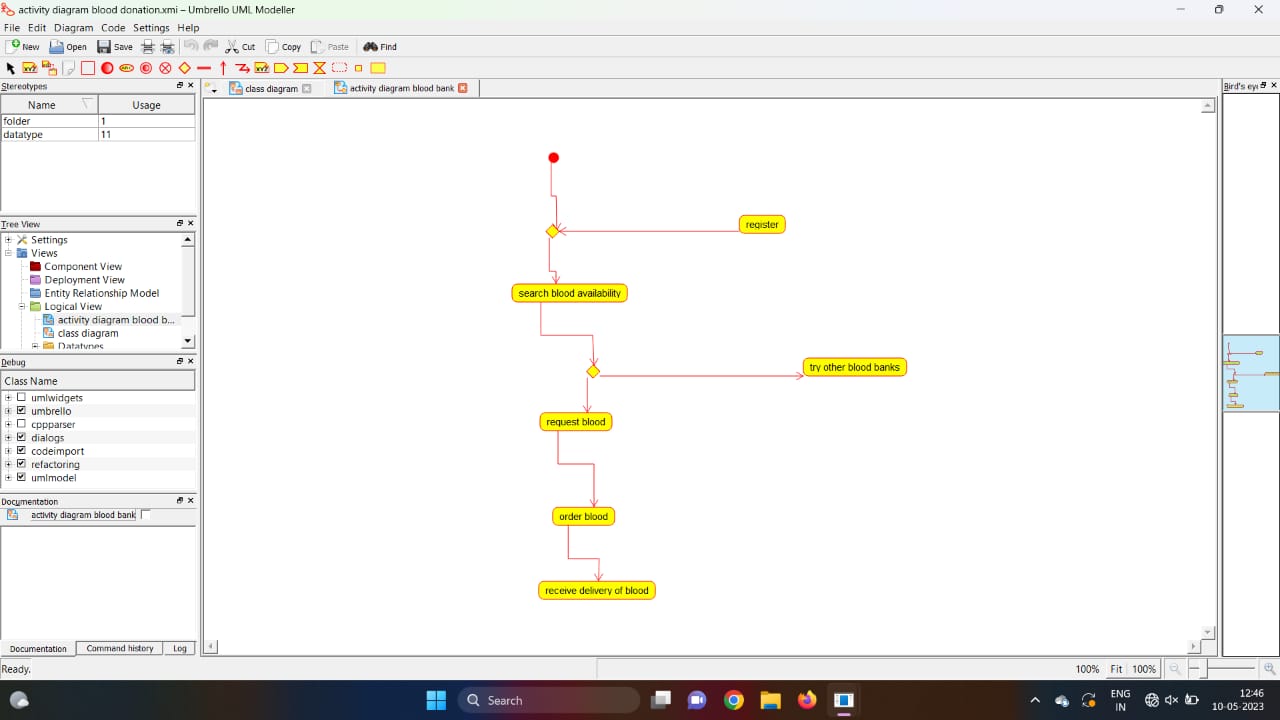 activity diagram blood donation.xmi – Umbrello UML Modeller
File Edit Diagram Code Settings Help
New Open Save Cut Copy Paste Find
Stereotypes
Name Usage
folder 1
datatype 11
Tree View
Settings
Views
Component View
Deployment View
Entity Relationship Model
Logical View
activity diagram blood b...
class diagram
Datatypes
Debug
Class Name
umlwidgets
umbrello
cppparser
dialogs
codeimport
refactoring
umlmodel
Documentation
activity diagram blood bank
Documentation Command history Log
Ready.
class diagram activity diagram blood bank
register
search blood availability
try other blood banks
request blood
order blood
receive delivery of blood
Bird's eye
100% Fit 100%
Search
ENG
IN
12:46
10-05-2023